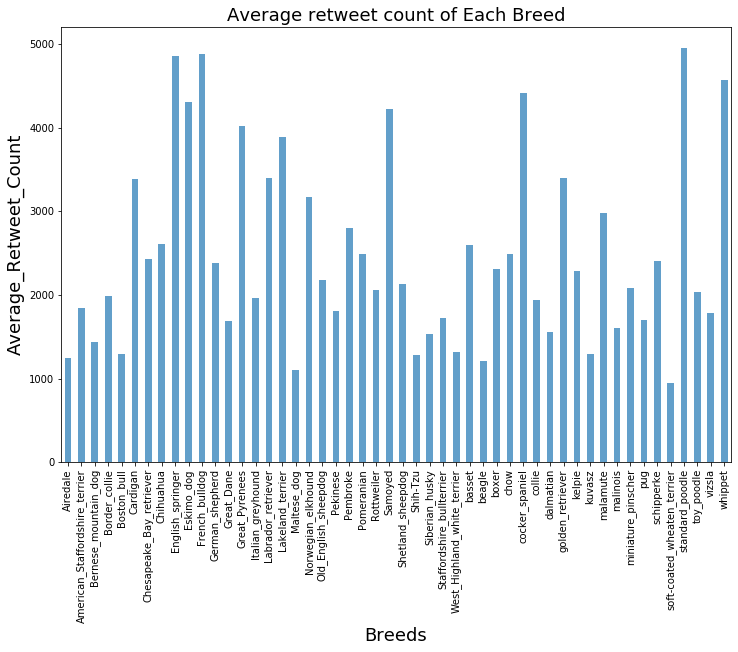 Average retweet count of Each Breed
Average_Retweet_Count
5000
4000
3000
2000
1000
0
Airedale
American_Staffordshire_terrier
Bernese_mountain_dog
Border_collie
Boston_bull
Cardigan
Chesapeake_Bay_retriever
Chihuahua
English_springer
Eskimo_dog
French_bulldog
German_shepherd
Great_Dane
Great_Pyrenees
Italian_greyhound
Labrador_retriever
Lakeland_terrier
Maltese_dog
Norwegian_elkhound
Old_English_sheepdog
Pekinese
Pembroke
Pomeranian
Rottweiler
Samoyed
Shetland_sheepdog
Shih-Tzu
Siberian_husky
Staffordshire_bullterrier
West_Highland_white_terrier
basset
beagle
boxer
chow
cocker_spaniel
collie
dalmatian
golden_retriever
kelpie
kuvasz
malamute
malinois
miniature_pinscher
pug
schipperke
soft-coated_wheaten_terrier
standard_poodle
toy_poodle
vizsla
whippet
Breeds